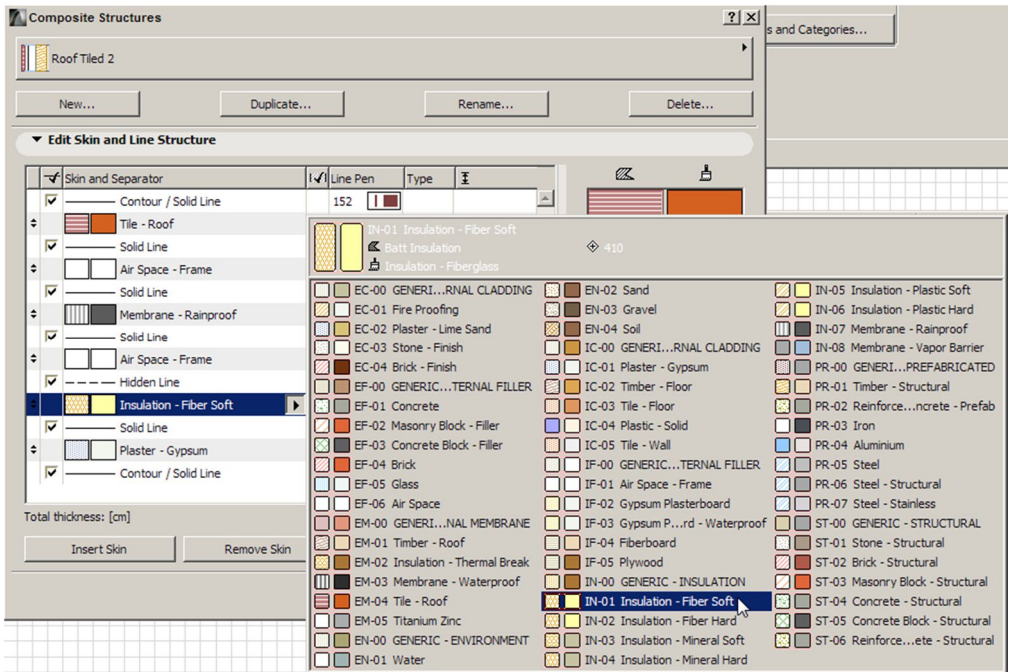 Composite Structures
? X
s and Categories...
Roof Tiled 2
New...
Duplicate...
Rename...
Delete...
Edit Skin and Line Structure
Skin and Separator
Line Pen
Type
Contour / Solid Line
152
Tile - Roof
Solid Line
Air Space - Frame
Solid Line
Membrane - Rainproof
Solid Line
Air Space - Frame
Hidden Line
Insulation - Fiber Soft
Solid Line
Plaster - Gypsum
Contour / Solid Line
Total thickness: [cm]
Insert Skin
Remove Skin
IN-01 Insulation - Fiber Soft
Batt Insulation
410
Insulation - Fiberglass
EC-00 GENERI...RNAL CLADDING
EC-01 Fire Proofing
EC-02 Plaster - Lime Sand
EC-03 Stone - Finish
EC-04 Brick - Finish
EF-00 GENERIC...TERNAL FILLER
EF-01 Concrete
EF-02 Masonry Block - Filler
EF-03 Concrete Block - Filler
EF-04 Brick
EF-05 Glass
EF-06 Air Space
EM-00 GENERI...NAL MEMBRANE
EM-01 Timber - Roof
EM-02 Insulation - Thermal Break
EM-03 Membrane - Waterproof
EM-04 Tile - Roof
EM-05 Titanium Zinc
EN-00 GENERIC - ENVIRONMENT
EN-01 Water
EN-02 Sand
EN-03 Gravel
EN-04 Soil
IC-00 GENERI...RNAL CLADDING
IC-01 Plaster - Gypsum
IC-02 Timber - Floor
IC-03 Tile - Floor
IC-04 Plastic - Solid
IC-05 Tile - Wall
IF-00 GENERIC...TERNAL FILLER
IF-01 Air Space - Frame
IF-02 Gypsum Plasterboard
IF-03 Gypsum P...rd - Waterproof
IF-04 Fiberboard
IF-05 Plywood
IN-00 GENERIC - INSULATION
IN-01 Insulation - Fiber Soft
IN-02 Insulation - Fiber Hard
IN-03 Insulation - Mineral Soft
IN-04 Insulation - Mineral Hard
IN-05 Insulation - Plastic Soft
IN-06 Insulation - Plastic Hard
IN-07 Membrane - Rainproof
IN-08 Membrane - Vapor Barrier
PR-00 GENERI...PREFABRICATED
PR-01 Timber - Structural
PR-02 Reinforce...ncrete - Prefab
PR-03 Iron
PR-04 Aluminium
PR-05 Steel
PR-06 Steel - Structural
PR-07 Steel - Stainless
ST-00 GENERIC - STRUCTURAL
ST-01 Stone - Structural
ST-02 Brick - Structural
ST-03 Masonry Block - Structural
ST-04 Concrete - Structural
ST-05 Concrete Block - Structural
ST-06 Reinforce...ete - Structural